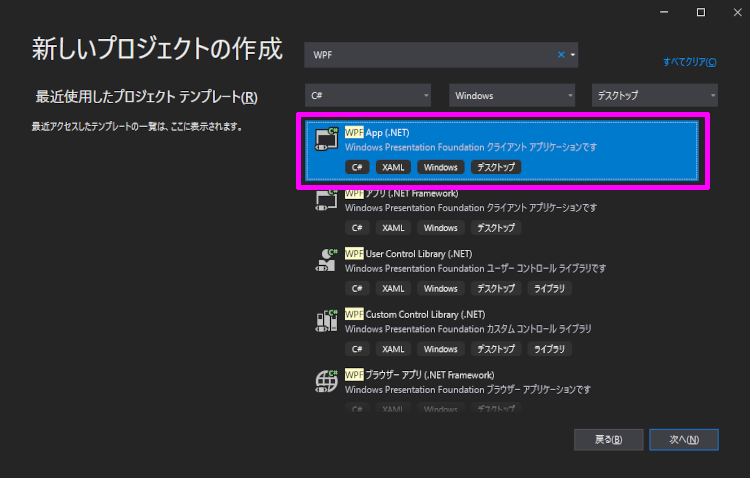 新しいプロジェクトの作成
WPF
すべてクリア(C)
最近使用したプロジェクト テンプレート(R)
C#
Windows
デスクトップ
最近アクセスしたテンプレートの一覧は、ここに表示されます。
WPF App (.NET)
Windows Presentation Foundation クライアント アプリケーションです
C# XAML Windows デスクトップ
WPF アプリ (.NET Framework)
Windows Presentation Foundation クライアント アプリケーションです
C# XAML Windows デスクトップ
WPF User Control Library (.NET)
Windows Presentation Foundation ユーザー コントロール ライブラリです
C# XAML Windows デスクトップ ライブラリ
WPF Custom Control Library (.NET)
Windows Presentation Foundation カスタム コントロール ライブラリ
C# XAML Windows デスクトップ ライブラリ
WPF ブラウザー アプリ (.NET Framework)
Windows Presentation Foundation ブラウザー アプリケーションです
C# XAML Windows デスクトップ
戻る(B)
次へ(N)